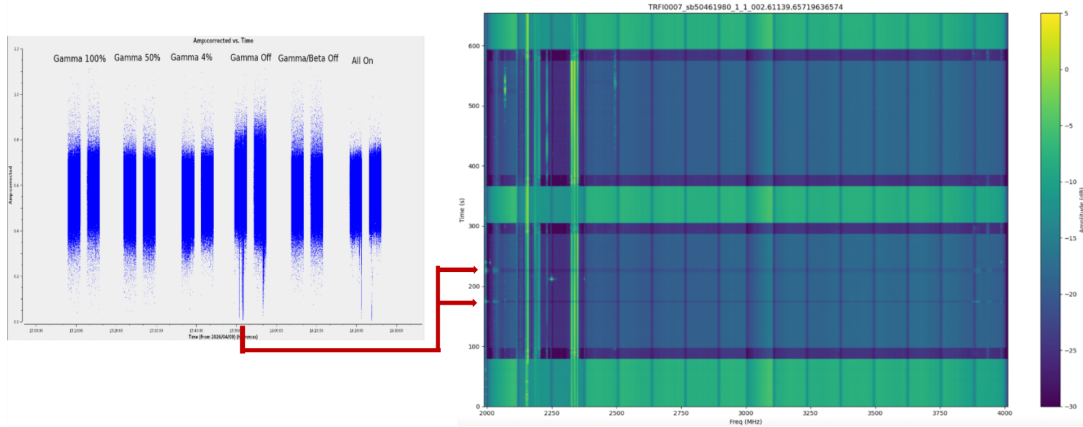 TRFI0007_sb50461980_1_1_002.61139.65719636574
Amp:corrected vs. Time
Gamma 100% Gamma 50% Gamma 4% Gamma Off Gamma/Beta Off All On
Amp:corrected
Time (s)
600
500
400
300
200
100
0
2000 2250 2500 2750 3000 3250 3500 3750 4000
Freq (MHz)
5
0
−5
−10
−15
−20
−25
−30
Amplitude (dB)